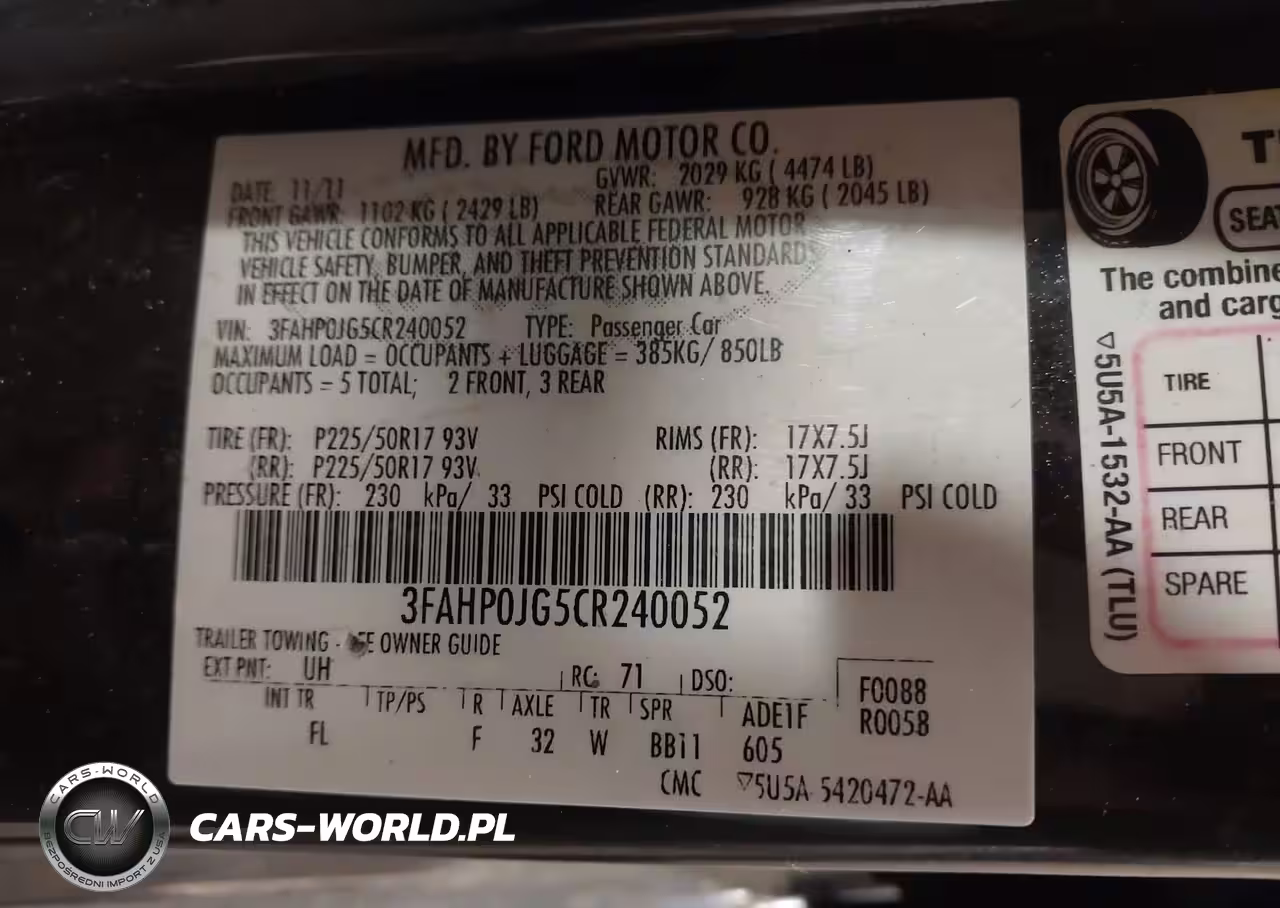 MFD. BY FORD MOTOR CO.
DATE: 11/11 GVWR: 2029 KG ( 4474 LB)
FRONT GAWR: 1102 KG ( 2429 LB) REAR GAWR: 928 KG ( 2045 LB)
THIS VEHICLE CONFORMS TO ALL APPLICABLE FEDERAL MOTOR
VEHICLE SAFETY, BUMPER, AND THEFT PREVENTION STANDARDS
IN EFFECT ON THE DATE OF MANUFACTURE SHOWN ABOVE.
VIN: 3FAHP0JG5CR240052 TYPE: Passenger Car
MAXIMUM LOAD = OCCUPANTS + LUGGAGE = 385KG/ 850LB
OCCUPANTS = 5 TOTAL; 2 FRONT, 3 REAR
TIRE (FR): P225/50R17 93V RIMS (FR): 17X7.5J
(RR): P225/50R17 93V (RR): 17X7.5J
PRESSURE (FR): 230 kPa/ 33 PSI COLD (RR): 230 kPa/ 33 PSI COLD
3FAHP0JG5CR240052
TRAILER TOWING - OWNER GUIDE
EXT PNT: UH RC: 71 DSO:
INT TR TP/PS R AXLE TR SPR ADE1F
FL F 32 W BB11 605
F0088
R0058
CMC ▽5U5A 5420472-AA
SEA
The combine
and carg
TIRE
FRONT
REAR
SPARE
▽5U5A-1532-AA (TLU)
CARS-WORLD
CW
BEZPOŚREDNI IMPORT Z USA
CARS-WORLD.PL